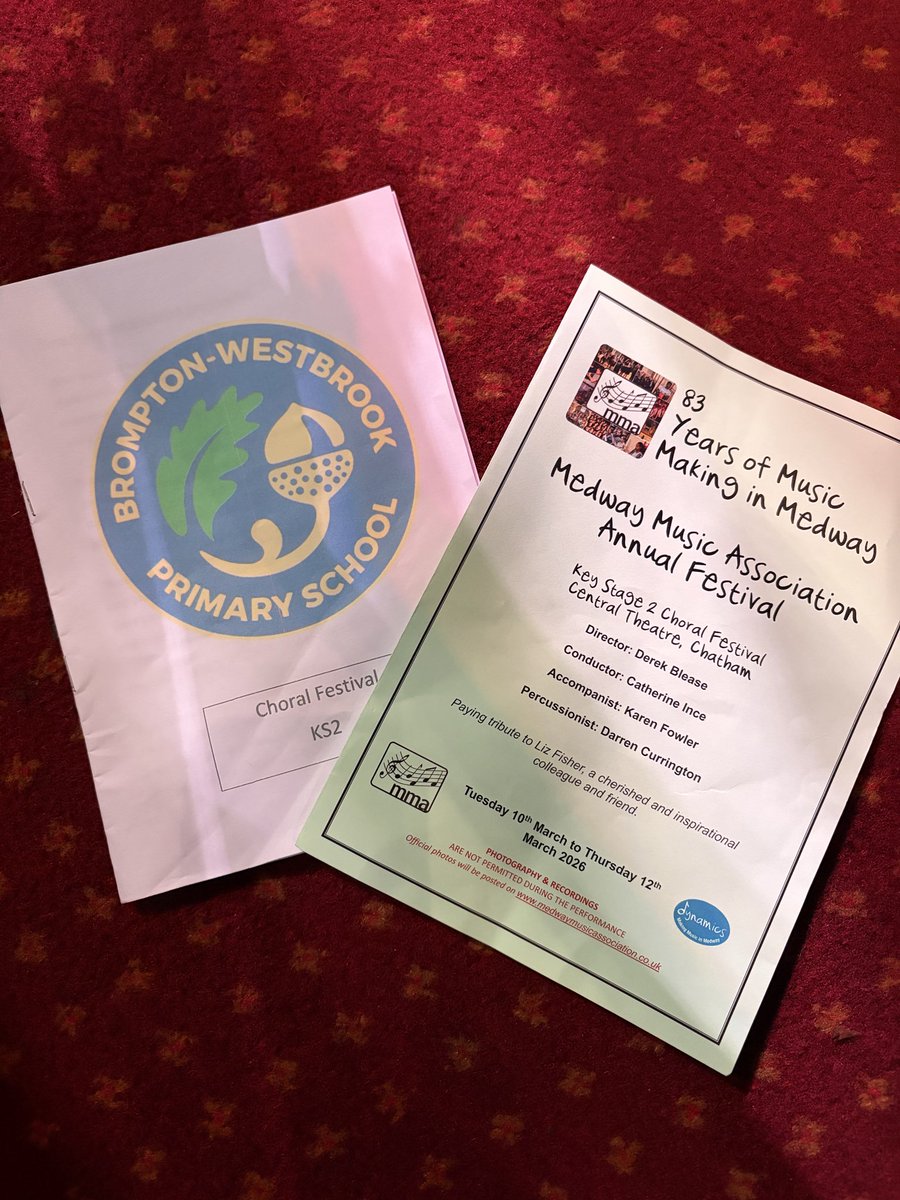 BROMPTON-WESTBROOK
PRIMARY SCHOOL
Choral Festival
KS2
mma
83
Years of Music
Making in Medway
Medway Music Association
Annual Festival
Key Stage 2 Choral Festival
Central Theatre, Chatham
Director: Derek Blease
Conductor: Catherine Ince
Accompanist: Karen Fowler
Percussionist: Darren Currington
Paying tribute to Liz Fisher, a cherished and inspirational
colleague and friend.
mma
Tuesday 10th March to Thursday 12th
March 2026
PHOTOGRAPHY & RECORDINGS
ARE NOT PERMITTED DURING THE PERFORMANCE
Official photos will be posted on www.medwaymusicassociation.co.uk
dynamics
Making Music in Medway